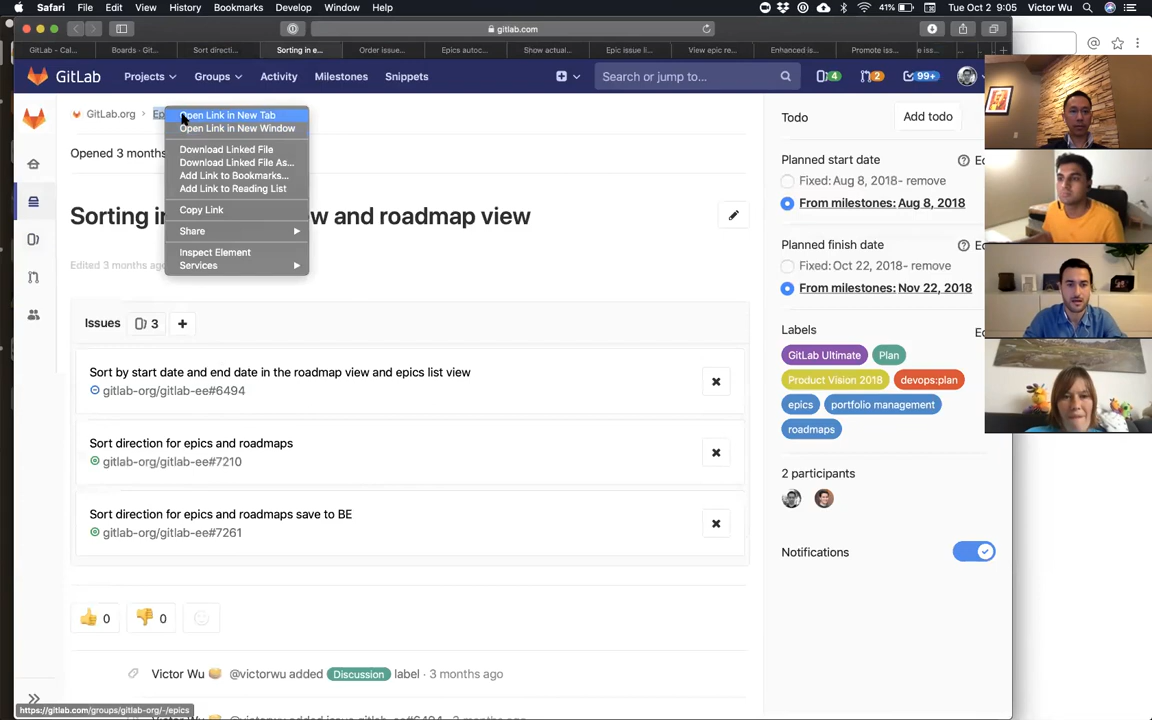 Safari File Edit View History Bookmarks Develop Window Help 41% Tue Oct 2 9:05 Victor Wu
gitlab.com
GitLab - Cal... Boards · Git... Sort directi... Sorting in e... Order issue... Epics autoc... Show actual... Epic issue li... View epic re... Enhanced is... Promote iss... e iss...
GitLab Projects Groups Activity Milestones Snippets Search or jump to... 4 2 99+
GitLab.org > Ep
Open Link in New Tab
Open Link in New Window
Download Linked File
Download Linked File As...
Add Link to Bookmarks...
Add Link to Reading List
Copy Link
Share
Inspect Element
Services
Opened 3 months
Sorting in w and roadmap view
Edited 3 months ago
Issues 3
Sort by start date and end date in the roadmap view and epics list view
gitlab-org/gitlab-ee#6494
Sort direction for epics and roadmaps
gitlab-org/gitlab-ee#7210
Sort direction for epics and roadmaps save to BE
gitlab-org/gitlab-ee#7261
👍 0 👎 0
Victor Wu @victorwu added Discussion label · 3 months ago
https://gitlab.com/groups/gitlab-org/-/epics
Todo Add todo
Planned start date Ec
Fixed: Aug 8, 2018- remove
From milestones: Aug 8, 2018
Planned finish date Ec
Fixed: Oct 22, 2018- remove
From milestones: Nov 22, 2018
Labels Ec
GitLab Ultimate Plan
Product Vision 2018 devops:plan
epics portfolio management
roadmaps
2 participants
Notifications